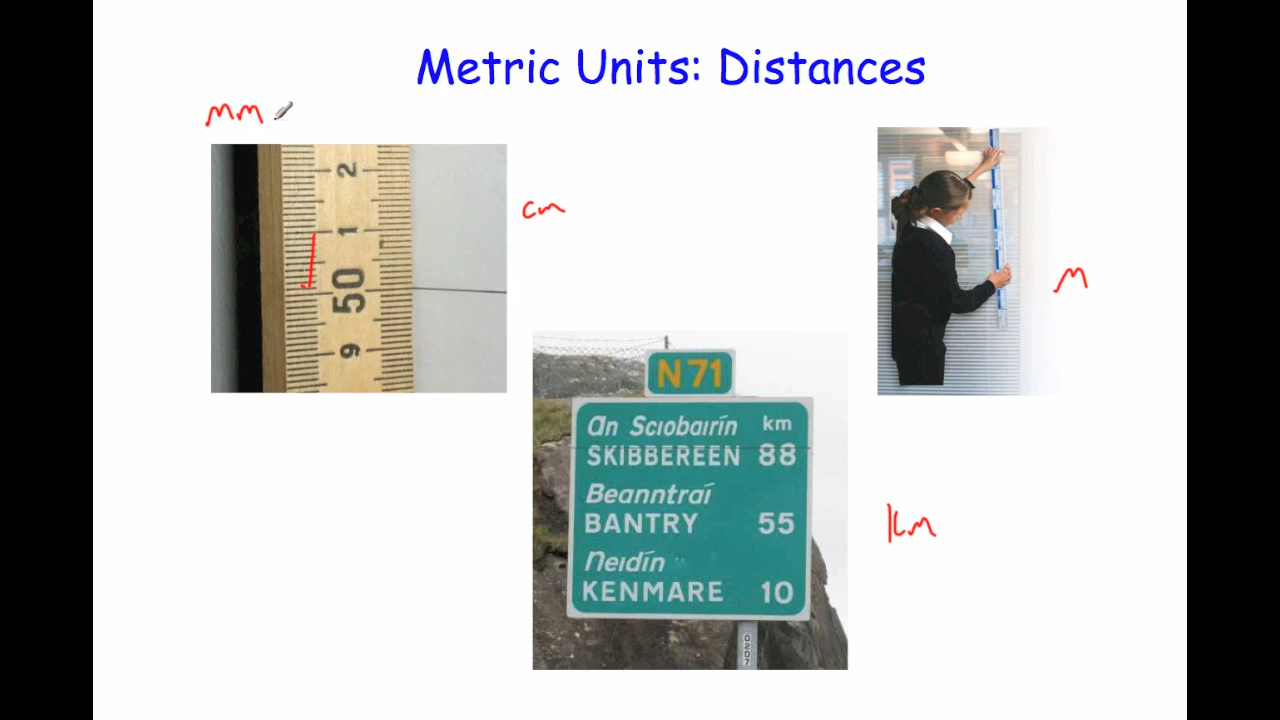 Metric Units: Distances
mm
2
1
50
9
cm
m
N71
An Sciobairín km
SKIBBEREEN 88
Beanntraí
BANTRY 55
Neidín
KENMARE 10
0207
km